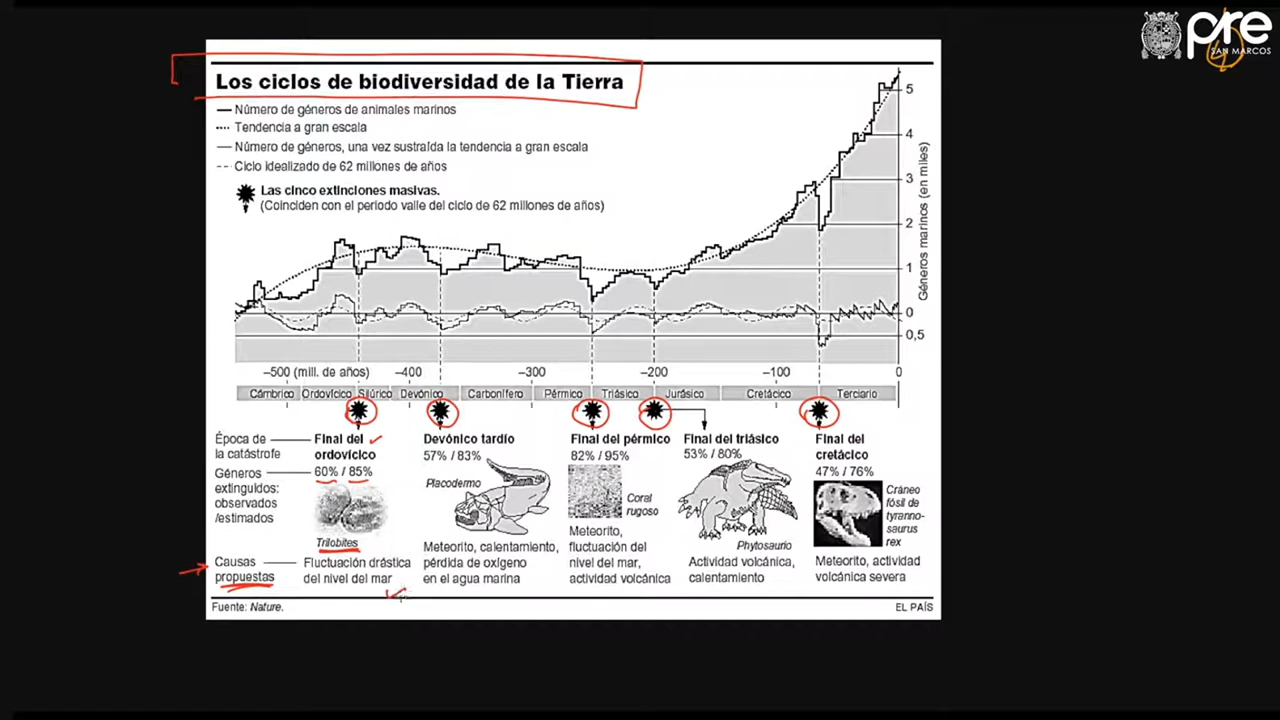 pre
SAN MARCOS
Los ciclos de biodiversidad de la Tierra
Número de géneros de animales marinos
Tendencia a gran escala
Número de géneros, una vez sustraída la tendencia a gran escala
Ciclo idealizado de 62 millones de años
Las cinco extinciones masivas.
(Coinciden con el periodo valle del ciclo de 62 millones de años)
5
4
3
2
1
0
0,5
Géneros marinos (en miles)
–500 (mill. de años) –400 –300 –200 –100 0
Cámbrico Ordovícico Silúrico Devónico Carbonífero Pérmico Triásico Jurásico Cretácico Terciario
Época de
la catástrofe
Final del
ordovícico
Devónico tardío
Final del pérmico
Final del triásico
Final del
cretácico
Géneros
extinguidos:
observados
/estimados
60% / 85%
57% / 83%
82% / 95%
53% / 80%
47% / 76%
Trilobites
Placodermo
Coral
rugoso
Phytosaurio
Cráneo
fósil de
tyranno-
saurus
rex
Causas
propuestas
Fluctuación drástica
del nivel del mar
Meteorito, calentamiento,
pérdida de oxígeno
en el agua marina
Meteorito,
fluctuación del
nivel del mar,
actividad volcánica
Actividad volcánica,
calentamiento
Meteorito, actividad
volcánica severa
Fuente: Nature.
EL PAÍS